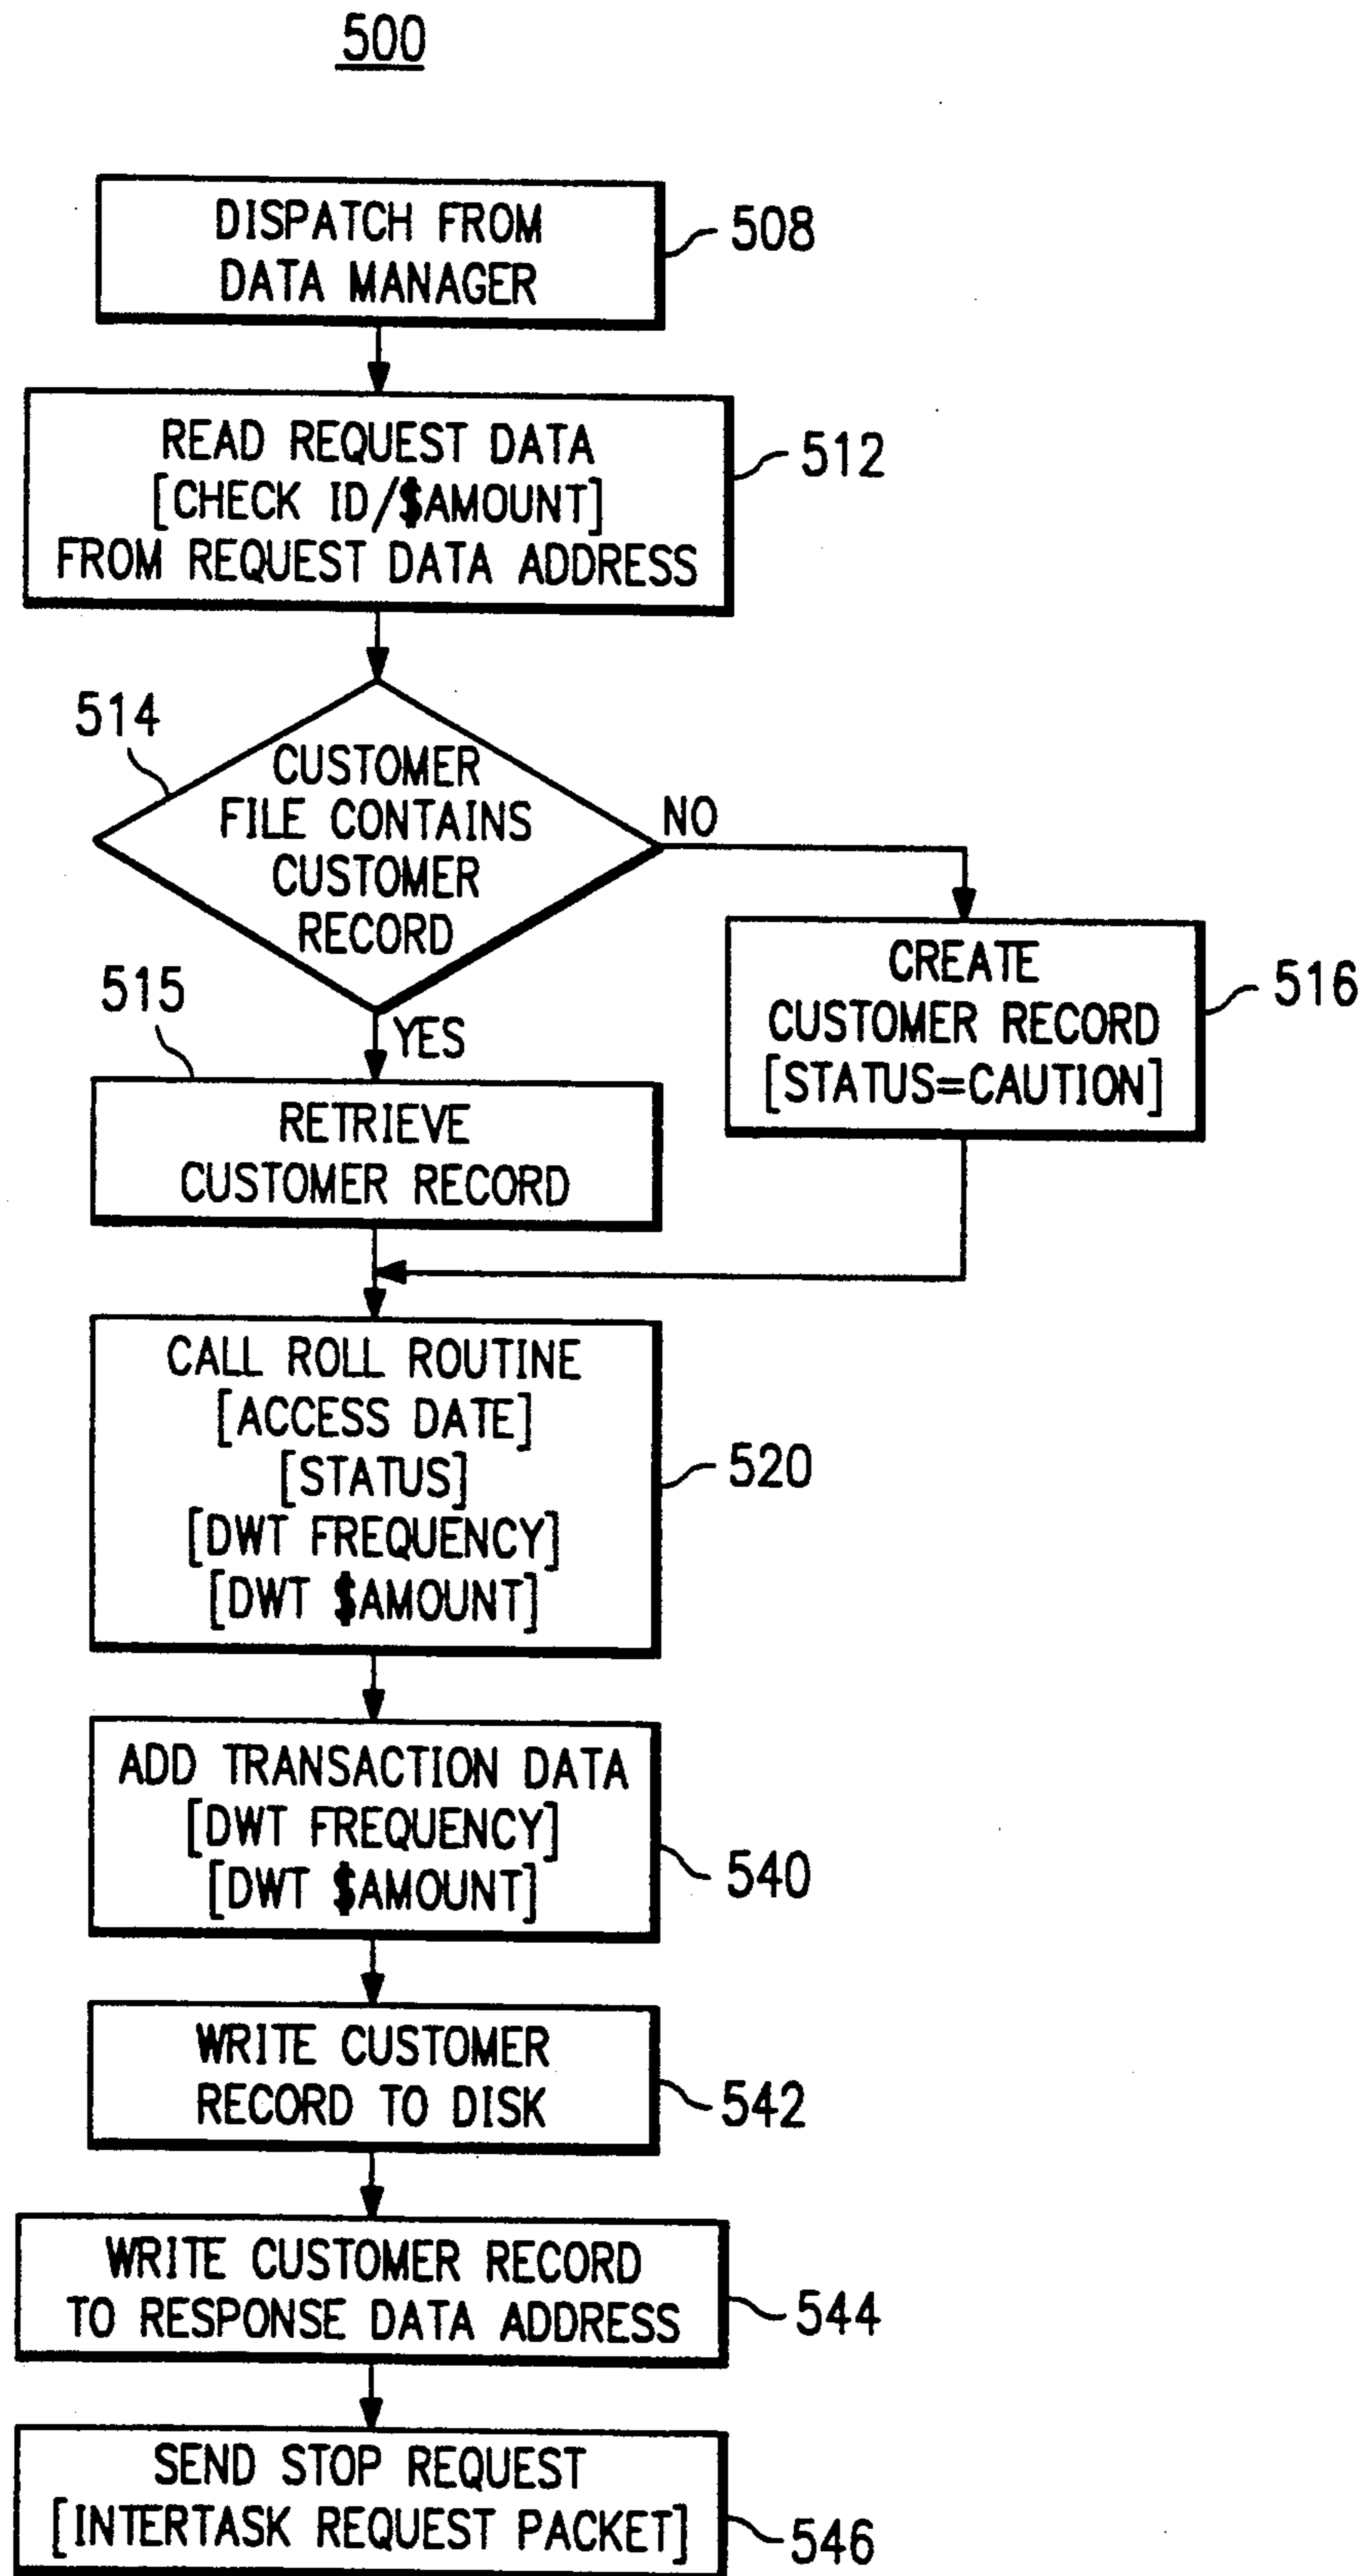 500
DISPATCH FROM
DATA MANAGER
508
READ REQUEST DATA
[CHECK ID/$AMOUNT]
FROM REQUEST DATA ADDRESS
512
514
CUSTOMER
FILE CONTAINS
CUSTOMER
RECORD
NO
YES
CREATE
CUSTOMER RECORD
[STATUS=CAUTION]
516
515
RETRIEVE
CUSTOMER RECORD
CALL ROLL ROUTINE
[ACCESS DATE]
[STATUS]
[DWT FREQUENCY]
[DWT $AMOUNT]
520
ADD TRANSACTION DATA
[DWT FREQUENCY]
[DWT $AMOUNT]
540
WRITE CUSTOMER
RECORD TO DISK
542
WRITE CUSTOMER RECORD
TO RESPONSE DATA ADDRESS
544
SEND STOP REQUEST
[INTERTASK REQUEST PACKET]
546